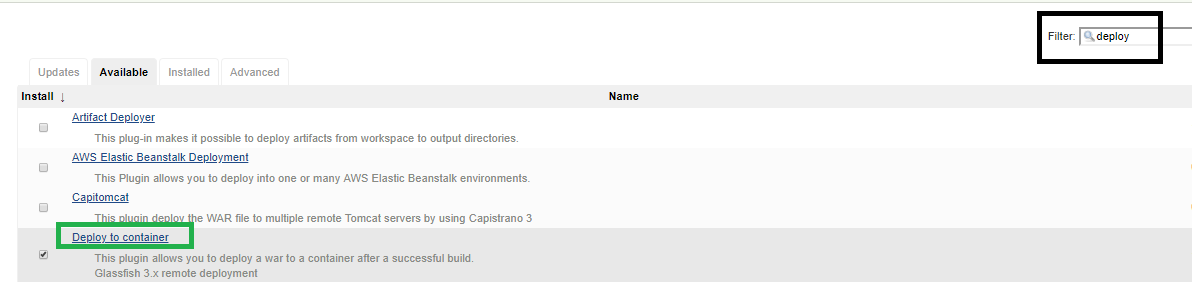 Filter: deploy
Updates Available Installed Advanced
Install ↓ Name
Artifact Deployer
This plug-in makes it possible to deploy artifacts from workspace to output directories.
AWS Elastic Beanstalk Deployment
This Plugin allows you to deploy into one or many AWS Elastic Beanstalk environments.
Capitomcat
This plugin deploy the WAR file to multiple remote Tomcat servers by using Capistrano 3
Deploy to container
This plugin allows you to deploy a war to a container after a successful build.
Glassfish 3.x remote deployment